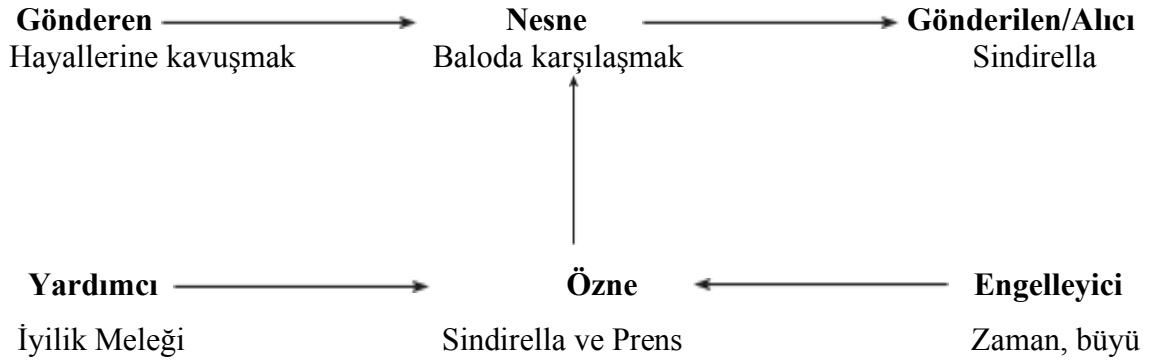 Gönderen Nesne Gönderilen/Alıcı
Hayallerine kavuşmak Baloda karşılaşmak Sindirella
Yardımcı Özne Engelleyici
İyilik Meleği Sindirella ve Prens Zaman, büyü